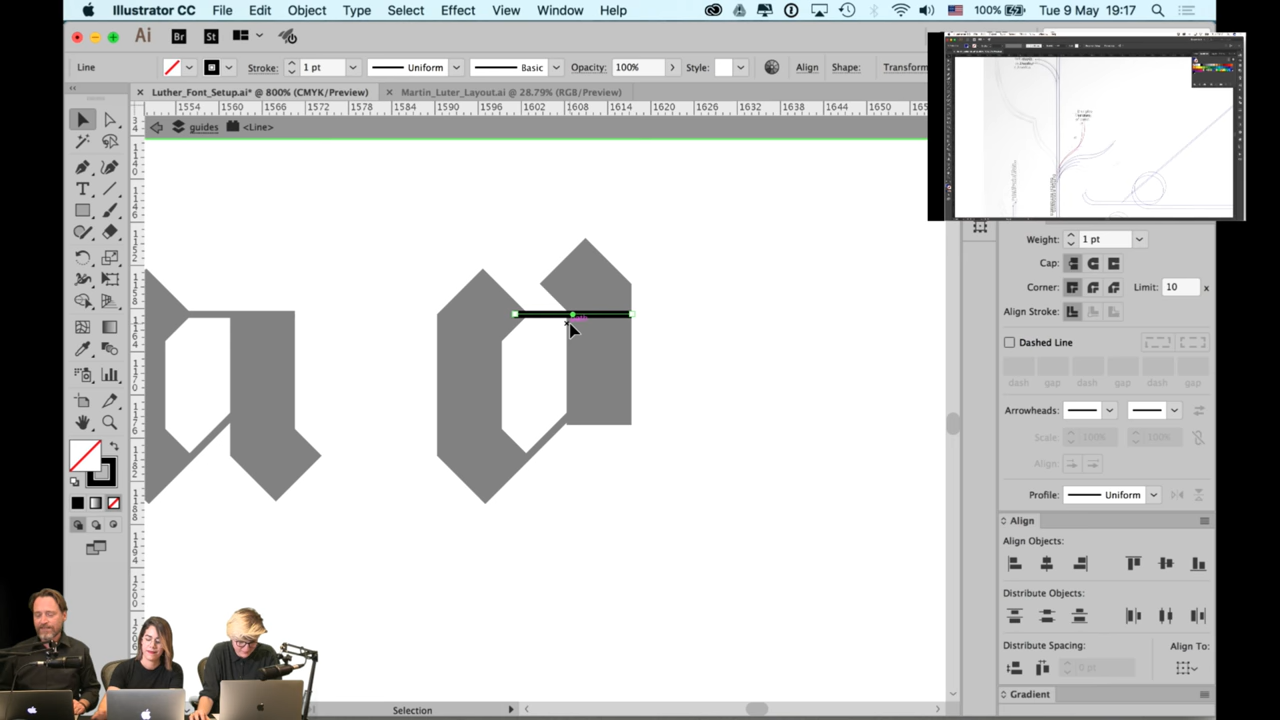 Illustrator CC File Edit Object Type Select Effect View Window Help 100% Tue 9 May 19:17
Ai Br St
Line Stroke: 1 pt Uniform Basic Opacity: 100% Style: Align Shape: Transform
× Luther_Font_Setup.ai* @ 800% (CMYK/Preview) × Martin_Luter_Layout.ai @ 28.79% (RGB/Preview)
1554 1560 1566 1572 1578 1584 1590 1596 1602 1608 1614 1620 1626 1632 1638 1644 1650
guides <Line>
Weight: 1 pt
Cap:
Corner: Limit: 10 x
Align Stroke:
Dashed Line
dash gap dash gap dash gap
Arrowheads:
Scale: 100% 100%
Align:
Profile: Uniform
Align
Align Objects:
Distribute Objects:
Distribute Spacing: Align To:
0 pt
Gradient
Selection